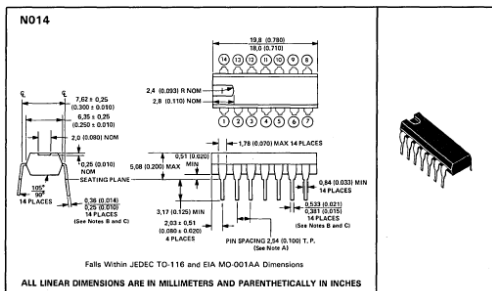 N014
19,8 (0.780)
18,0 (0.710)
14 13 12 11 10 9 8
2,4 (0.093) R NOM
2,8 (0.110) NOM
1 2 3 4 5 6 7
℄ ℄
7,62 ± 0,25
(0.300 ± 0.010)
6,35 ± 0,25
(0.250 ± 0.010)
2,0 (0.080) NOM
1,78 (0.070) MAX 14 PLACES
0,51 (0.020)
MIN
5,08 (0.200) MAX
0,25 (0.010)
NOM
SEATING PLANE
105°
90°
14 PLACES
0,36 (0.014)
0,25 (0.010)
14 PLACES
(See Notes B and C)
3,17 (0.125) MIN
2,03 ± 0,51
(0.080 ± 0.020)
4 PLACES
0,84 (0.033) MIN
14 PLACES
0,533 (0.021)
0,381 (0.015)
14 PLACES
(See Notes B and C)
PIN SPACING 2,54 (0.100) T. P.
(See Note A)
Falls Within JEDEC TO-116 and EIA MO-001AA Dimensions
ALL LINEAR DIMENSIONS ARE IN MILLIMETERS AND PARENTHETICALLY IN INCHES